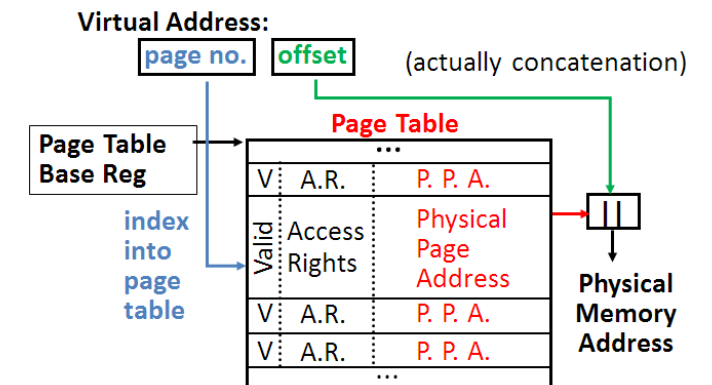 Virtual Address:
page no. offset
(actually concatenation)
Page Table
Page Table
Base Reg
...
V A.R. P. P. A.
index
into
page
table
Valid
Access
Rights
Physical
Page
Address
||
V A.R. P. P. A.
V A.R. P. P. A.
...
Physical
Memory
Address